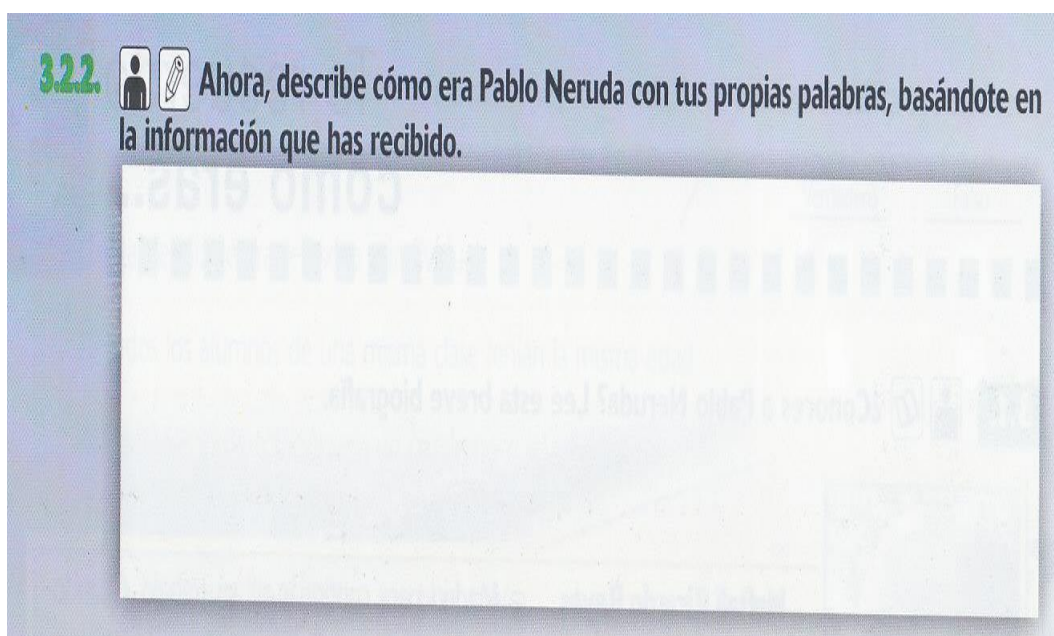 3.2.2. Ahora, describe cómo era Pablo Neruda con tus propias palabras, basándote en
la información que has recibido.
cómo eras...
¿Conoces a Pablo Neruda? Lee esta breve biografía.